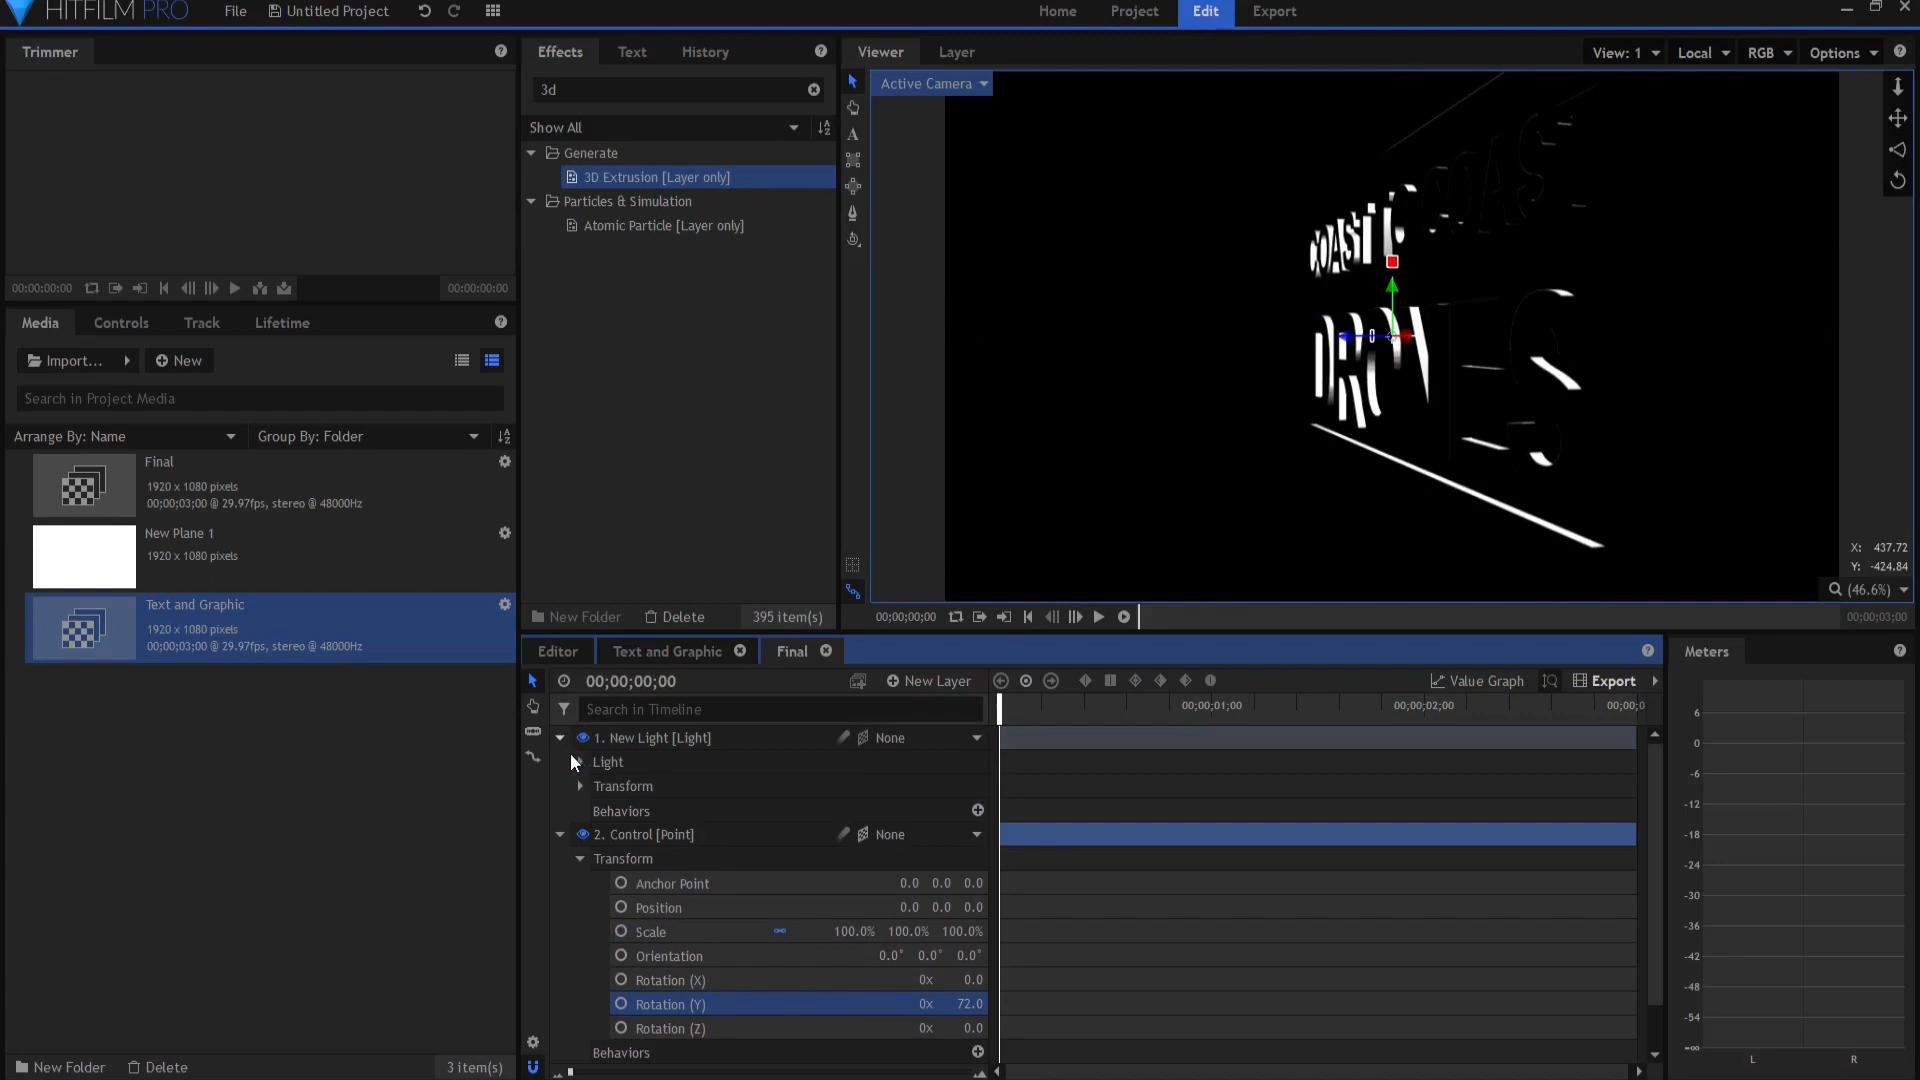 HITFILM PRO File Untitled Project Home Project Edit Export
Trimmer
00:00:00:00 00:00:00:00
Media Controls Track Lifetime
Import... New
Search in Project Media
Arrange By: Name Group By: Folder
Final
1920 x 1080 pixels
00;00;03;00 @ 29.97fps, stereo @ 48000Hz
New Plane 1
1920 x 1080 pixels
Text and Graphic
1920 x 1080 pixels
00;00;03;00 @ 29.97fps, stereo @ 48000Hz
New Folder Delete 3 item(s)
Effects Text History
3d
Show All
Generate
3D Extrusion [Layer only]
Particles & Simulation
Atomic Particle [Layer only]
New Folder Delete 395 item(s)
Viewer Layer View: 1 Local RGB Options
Active Camera
X: 437.72
Y: -424.84
(46.6%)
00;00;00;00 00;00;03;00
Editor Text and Graphic Final
00;00;00;00 New Layer Value Graph Export
Search in Timeline 00;00;01;00 00;00;02;00 00;00;0
1. New Light [Light] None
Light
Transform
Behaviors
2. Control [Point] None
Transform
Anchor Point 0.0 0.0 0.0
Position 0.0 0.0 0.0
Scale 100.0% 100.0% 100.0%
Orientation 0.0° 0.0° 0.0°
Rotation (X) 0x 0.0
Rotation (Y) 0x 72.0
Rotation (Z) 0x 0.0
Behaviors
Meters
6
0
-6
-12
-18
-24
-30
-36
-42
-48
-54
-∞
L R